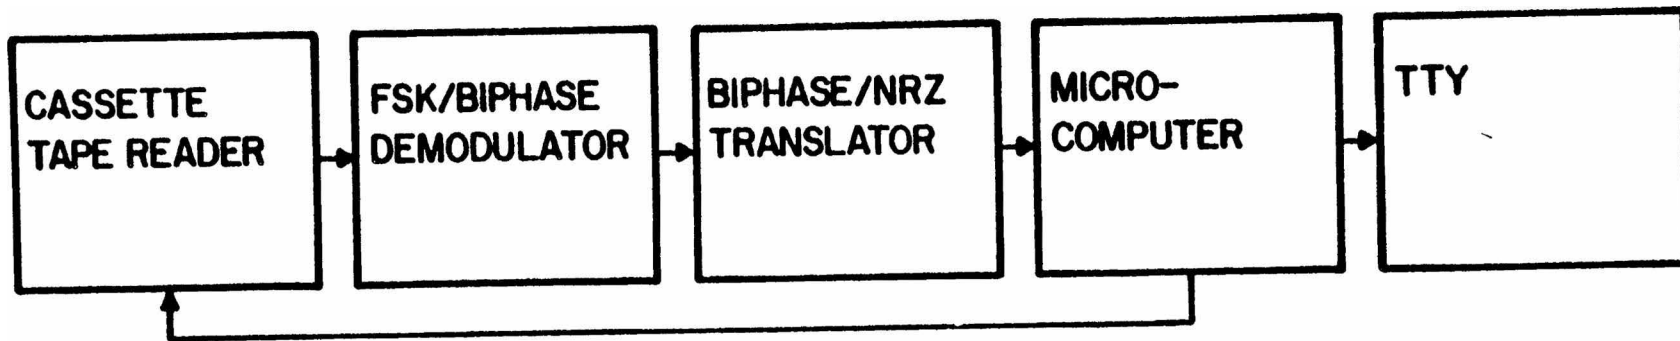 CASSETTE
TAPE READER
FSK/BIPHASE
DEMODULATOR
BIPHASE/NRZ
TRANSLATOR
MICRO-
COMPUTER
TTY